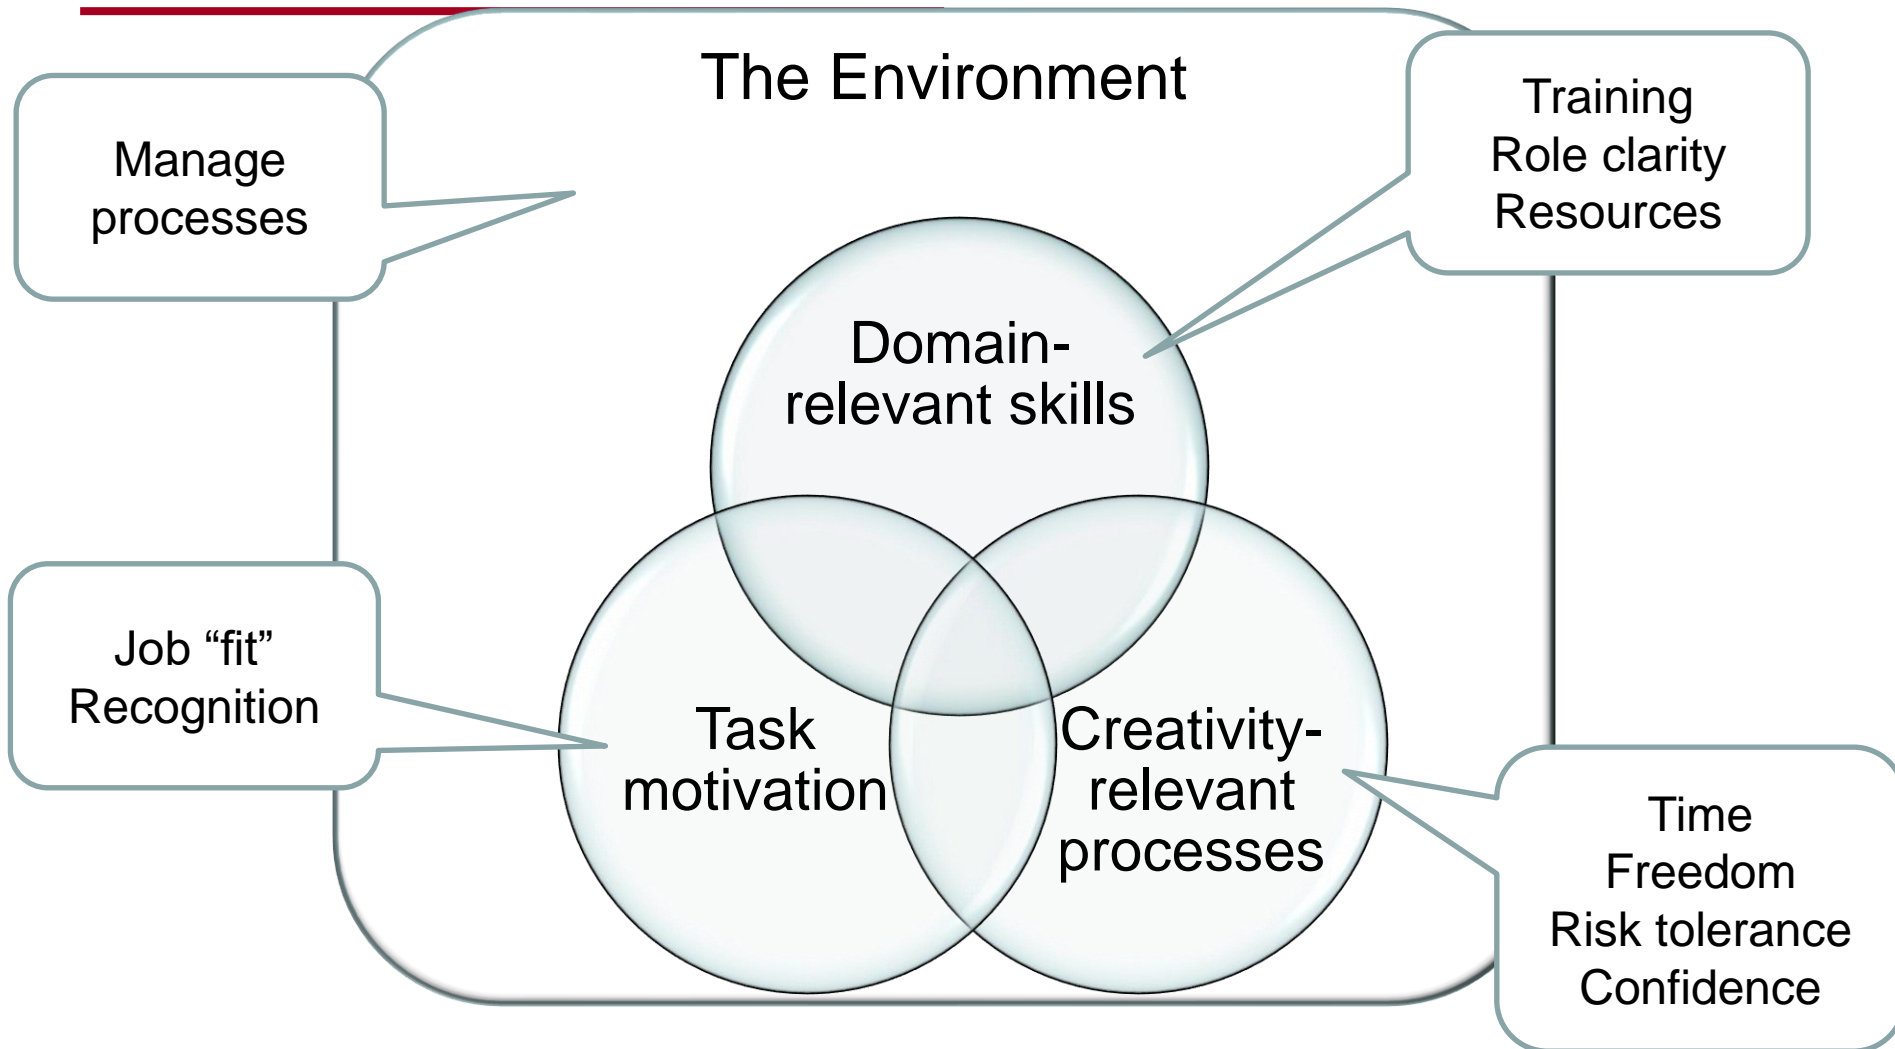 The Environment
Manage
processes
Training
Role clarity
Resources
Domain-
relevant skills
Job “fit”
Recognition
Task
motivation
Creativity-
relevant
processes
Time
Freedom
Risk tolerance
Confidence